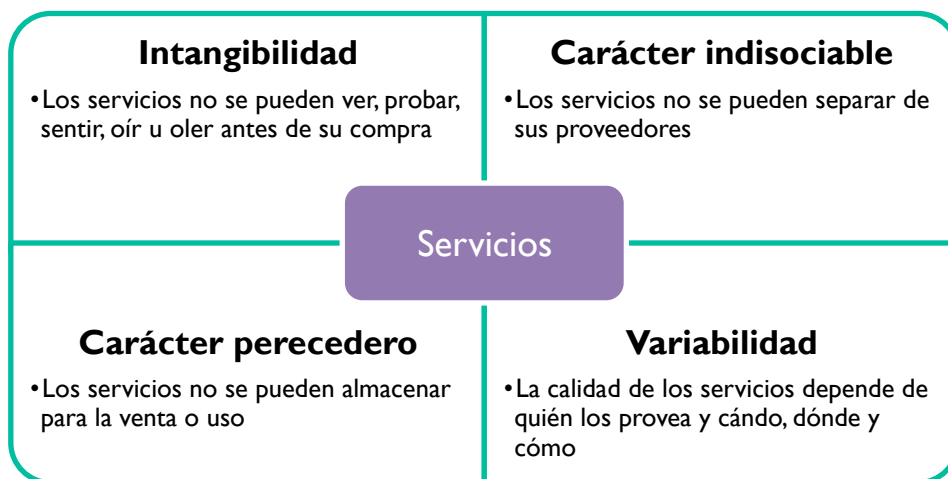 Intangibilidad
•Los servicios no se pueden ver, probar,
sentir, oír u oler antes de su compra
Carácter indisociable
•Los servicios no se pueden separar de
sus proveedores
Servicios
Carácter perecedero
•Los servicios no se pueden almacenar
para la venta o uso
Variabilidad
•La calidad de los servicios depende de
quién los provea y cándo, dónde y
cómo